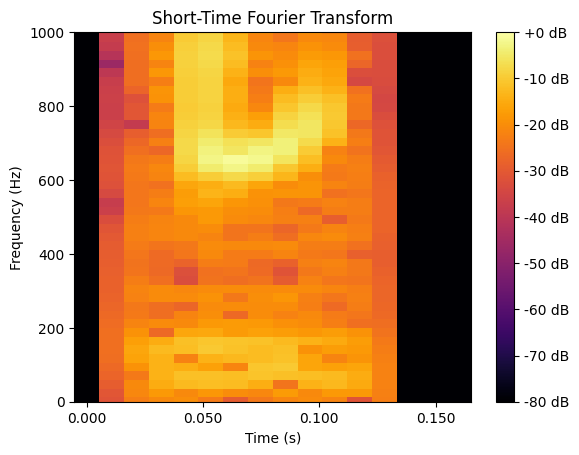 Short-Time Fourier Transform
1000
800
600
400
200
0
Frequency (Hz)
0.000
0.050
0.100
0.150
Time (s)
+0 dB
-10 dB
-20 dB
-30 dB
-40 dB
-50 dB
-60 dB
-70 dB
-80 dB